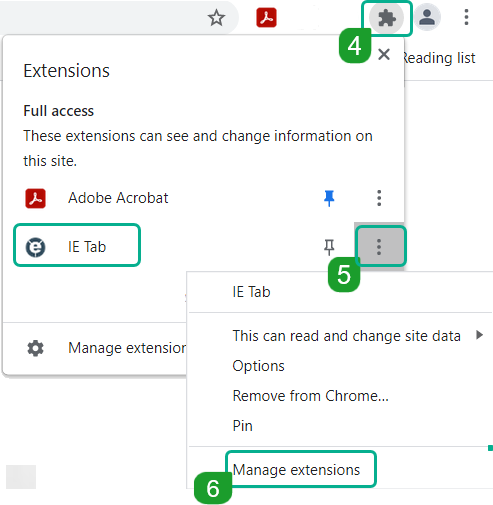 4
Reading list
Extensions
Full access
These extensions can see and change information on
this site.
Adobe Acrobat
IE Tab
5
IE Tab
This can read and change site data
Manage extension
Options
Remove from Chrome...
Pin
Manage extensions
6